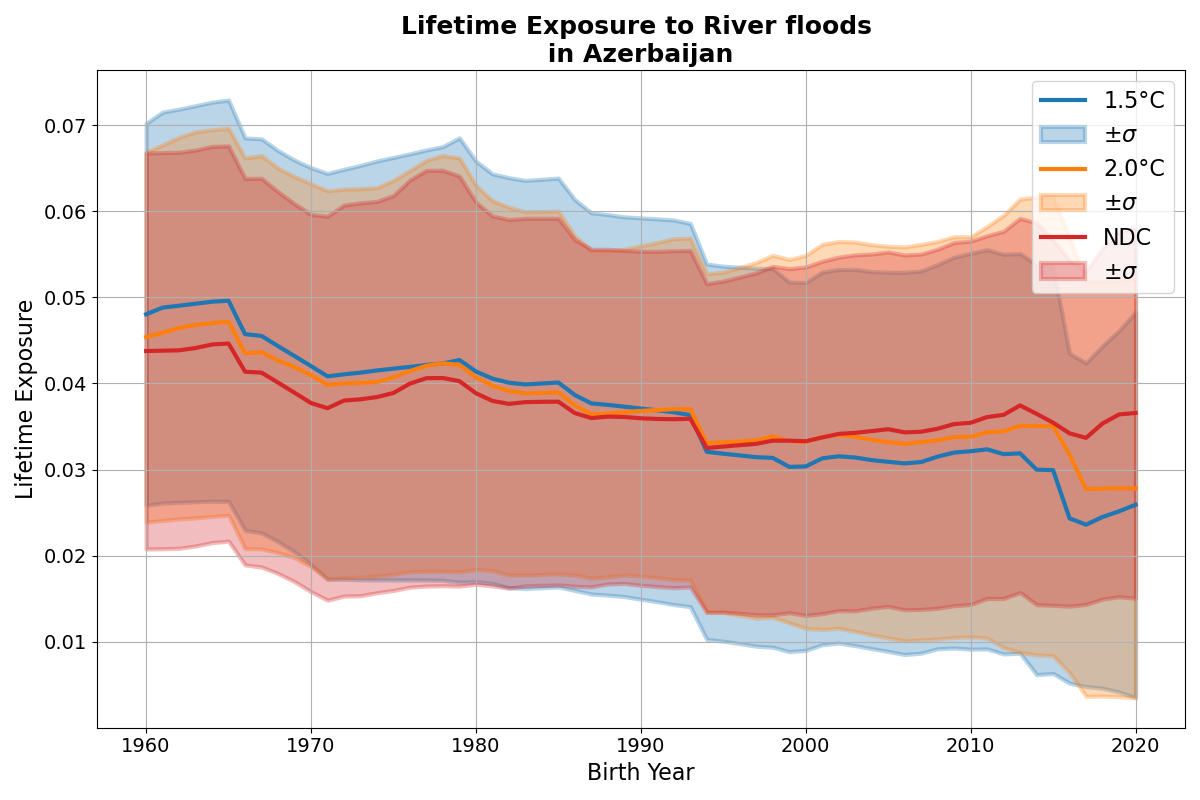 Lifetime Exposure to River floods
in Azerbaijan
Lifetime Exposure
0.07
0.06
0.05
0.04
0.03
0.02
0.01
1960 1970 1980 1990 2000 2010 2020
Birth Year
1.5°C
±σ
2.0°C
±σ
NDC
±σ